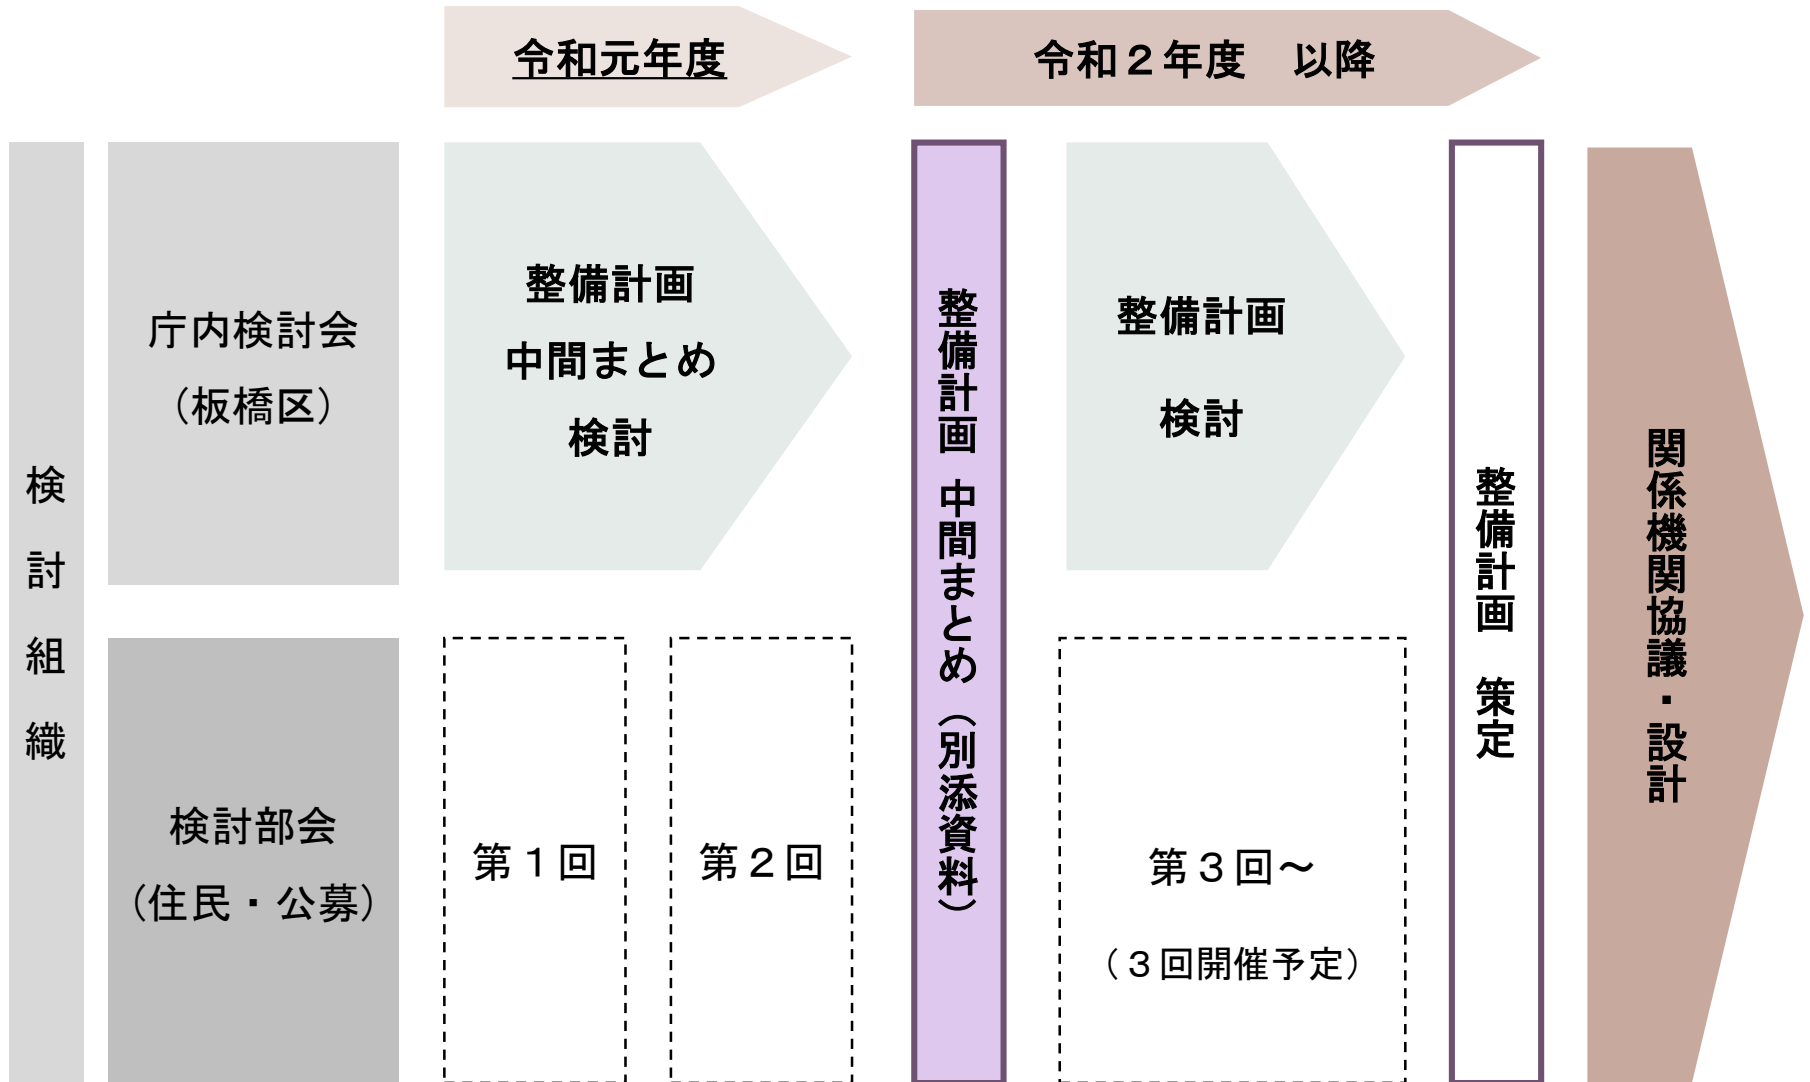 令和元年度
令和２年度　以降
検討組織
庁内検討会
（板橋区）
整備計画
中間まとめ
検討
整備計画 中間まとめ（別添資料）
整備計画
検討
整備計画　策定
関係機関協議・設計
検討部会
（住民・公募）
第１回
第２回
第３回～
（３回開催予定）